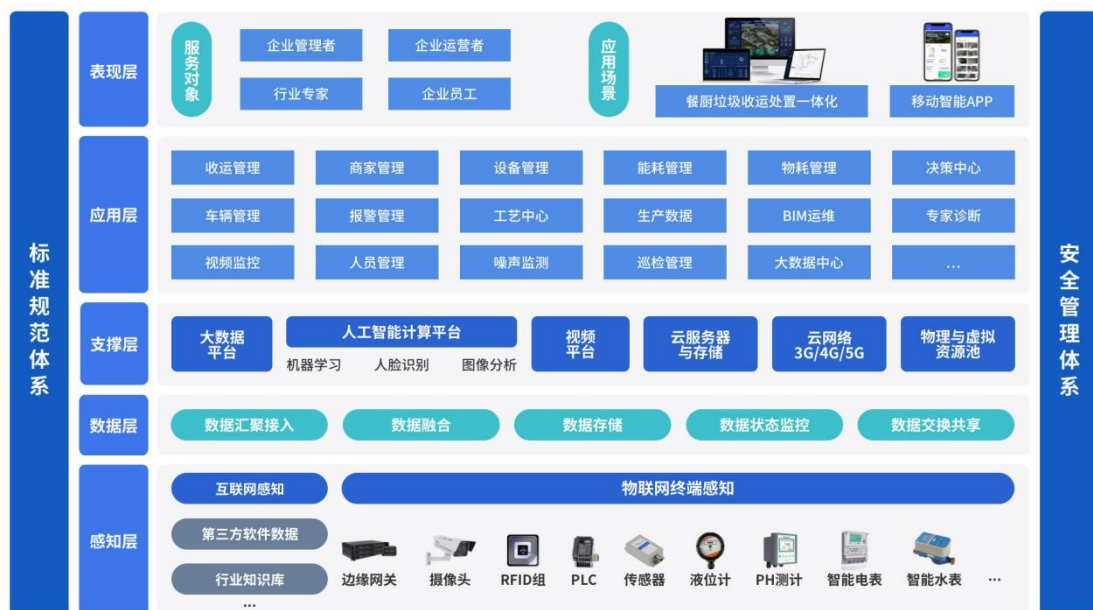 标准规范体系
表现层
服务对象
企业管理者
企业运营者
行业专家
企业员工
应用场景
餐厨垃圾收运处置一体化
移动智能APP
应用层
收运管理
商家管理
设备管理
能耗管理
物耗管理
决策中心
车辆管理
报警管理
工艺中心
生产数据
BIM运维
专家诊断
视频监控
人员管理
噪声监测
巡检管理
大数据中心
...
支撑层
大数据
平台
人工智能计算平台
机器学习
人脸识别
图像分析
视频
平台
云服务器
与存储
云网络
3G/4G/5G
物理与虚拟
资源池
数据层
数据汇聚接入
数据融合
数据存储
数据状态监控
数据交换共享
感知层
互联网感知
物联网终端感知
第三方软件数据
行业知识库
...
边缘网关
摄像头
RFID组
PLC
传感器
液位计
PH测计
智能电表
智能水表
...
安全管理体系